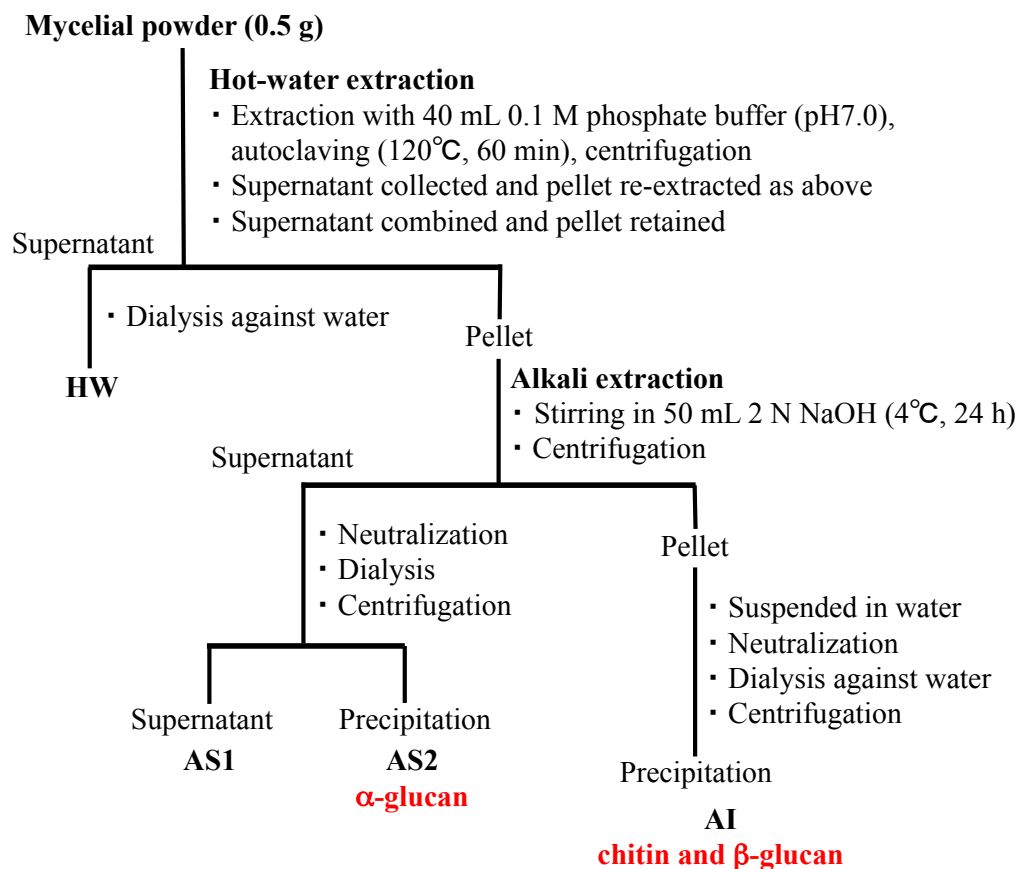 Mycelial powder (0.5 g)
Hot-water extraction
・Extraction with 40 mL 0.1 M phosphate buffer (pH7.0),
autoclaving (120℃, 60 min), centrifugation
・Supernatant collected and pellet re-extracted as above
・Supernatant combined and pellet retained
Supernatant
・Dialysis against water
Pellet
HW
Alkali extraction
・Stirring in 50 mL 2 N NaOH (4℃, 24 h)
・Centrifugation
Supernatant
・Neutralization
・Dialysis
・Centrifugation
Pellet
・Suspended in water
・Neutralization
・Dialysis against water
・Centrifugation
Supernatant
AS1
Precipitation
AS2
α-glucan
Precipitation
AI
chitin and β-glucan